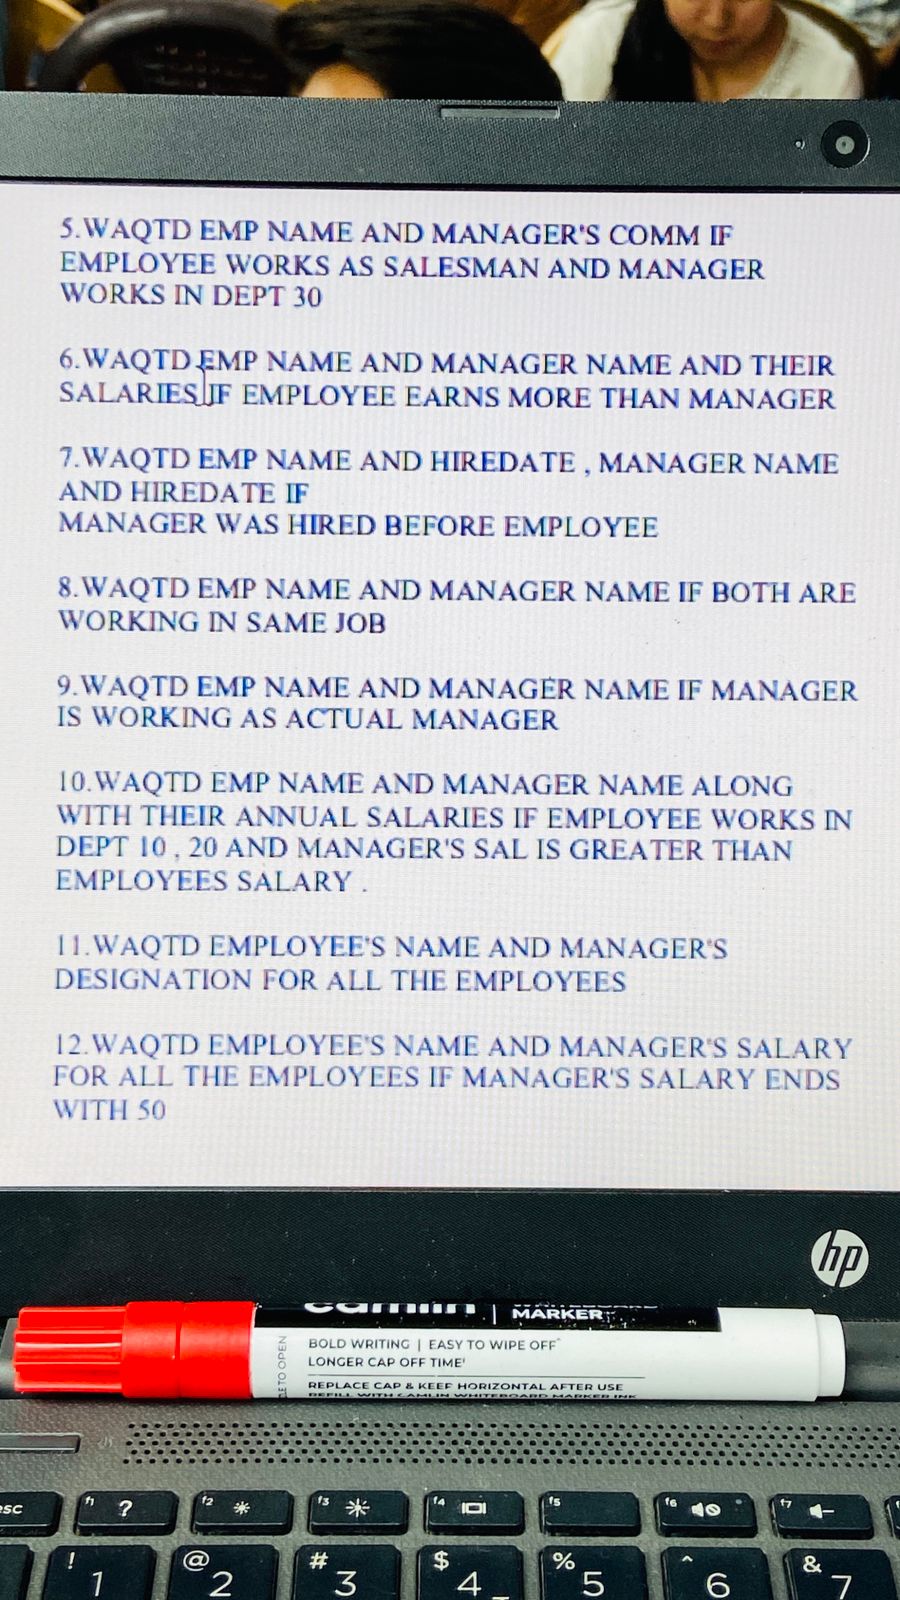 5.WAQTD EMP NAME AND MANAGER'S COMM IF
EMPLOYEE WORKS AS SALESMAN AND MANAGER
WORKS IN DEPT 30
6.WAQTD EMP NAME AND MANAGER NAME AND THEIR
SALARIES IF EMPLOYEE EARNS MORE THAN MANAGER
7.WAQTD EMP NAME AND HIREDATE , MANAGER NAME
AND HIREDATE IF
MANAGER WAS HIRED BEFORE EMPLOYEE
8.WAQTD EMP NAME AND MANAGER NAME IF BOTH ARE
WORKING IN SAME JOB
9.WAQTD EMP NAME AND MANAGER NAME IF MANAGER
IS WORKING AS ACTUAL MANAGER
10.WAQTD EMP NAME AND MANAGER NAME ALONG
WITH THEIR ANNUAL SALARIES IF EMPLOYEE WORKS IN
DEPT 10 , 20 AND MANAGER'S SAL IS GREATER THAN
EMPLOYEES SALARY .
11.WAQTD EMPLOYEE'S NAME AND MANAGER'S
DESIGNATION FOR ALL THE EMPLOYEES
12.WAQTD EMPLOYEE'S NAME AND MANAGER'S SALARY
FOR ALL THE EMPLOYEES IF MANAGER'S SALARY ENDS
WITH 50
hp
camlin
MARKER
BOLD WRITING | EASY TO WIPE OFF*
LONGER CAP OFF TIME'
REPLACE CAP & KEEP HORIZONTAL AFTER USE
REFILL WITH CAMLIN WHITEBOARD MARKER INK
TO OPEN
esc f1 ? f2 f3 f4 f5 f6 f7
! @ # $ % ^ &
1 2 3 4 5 6 7